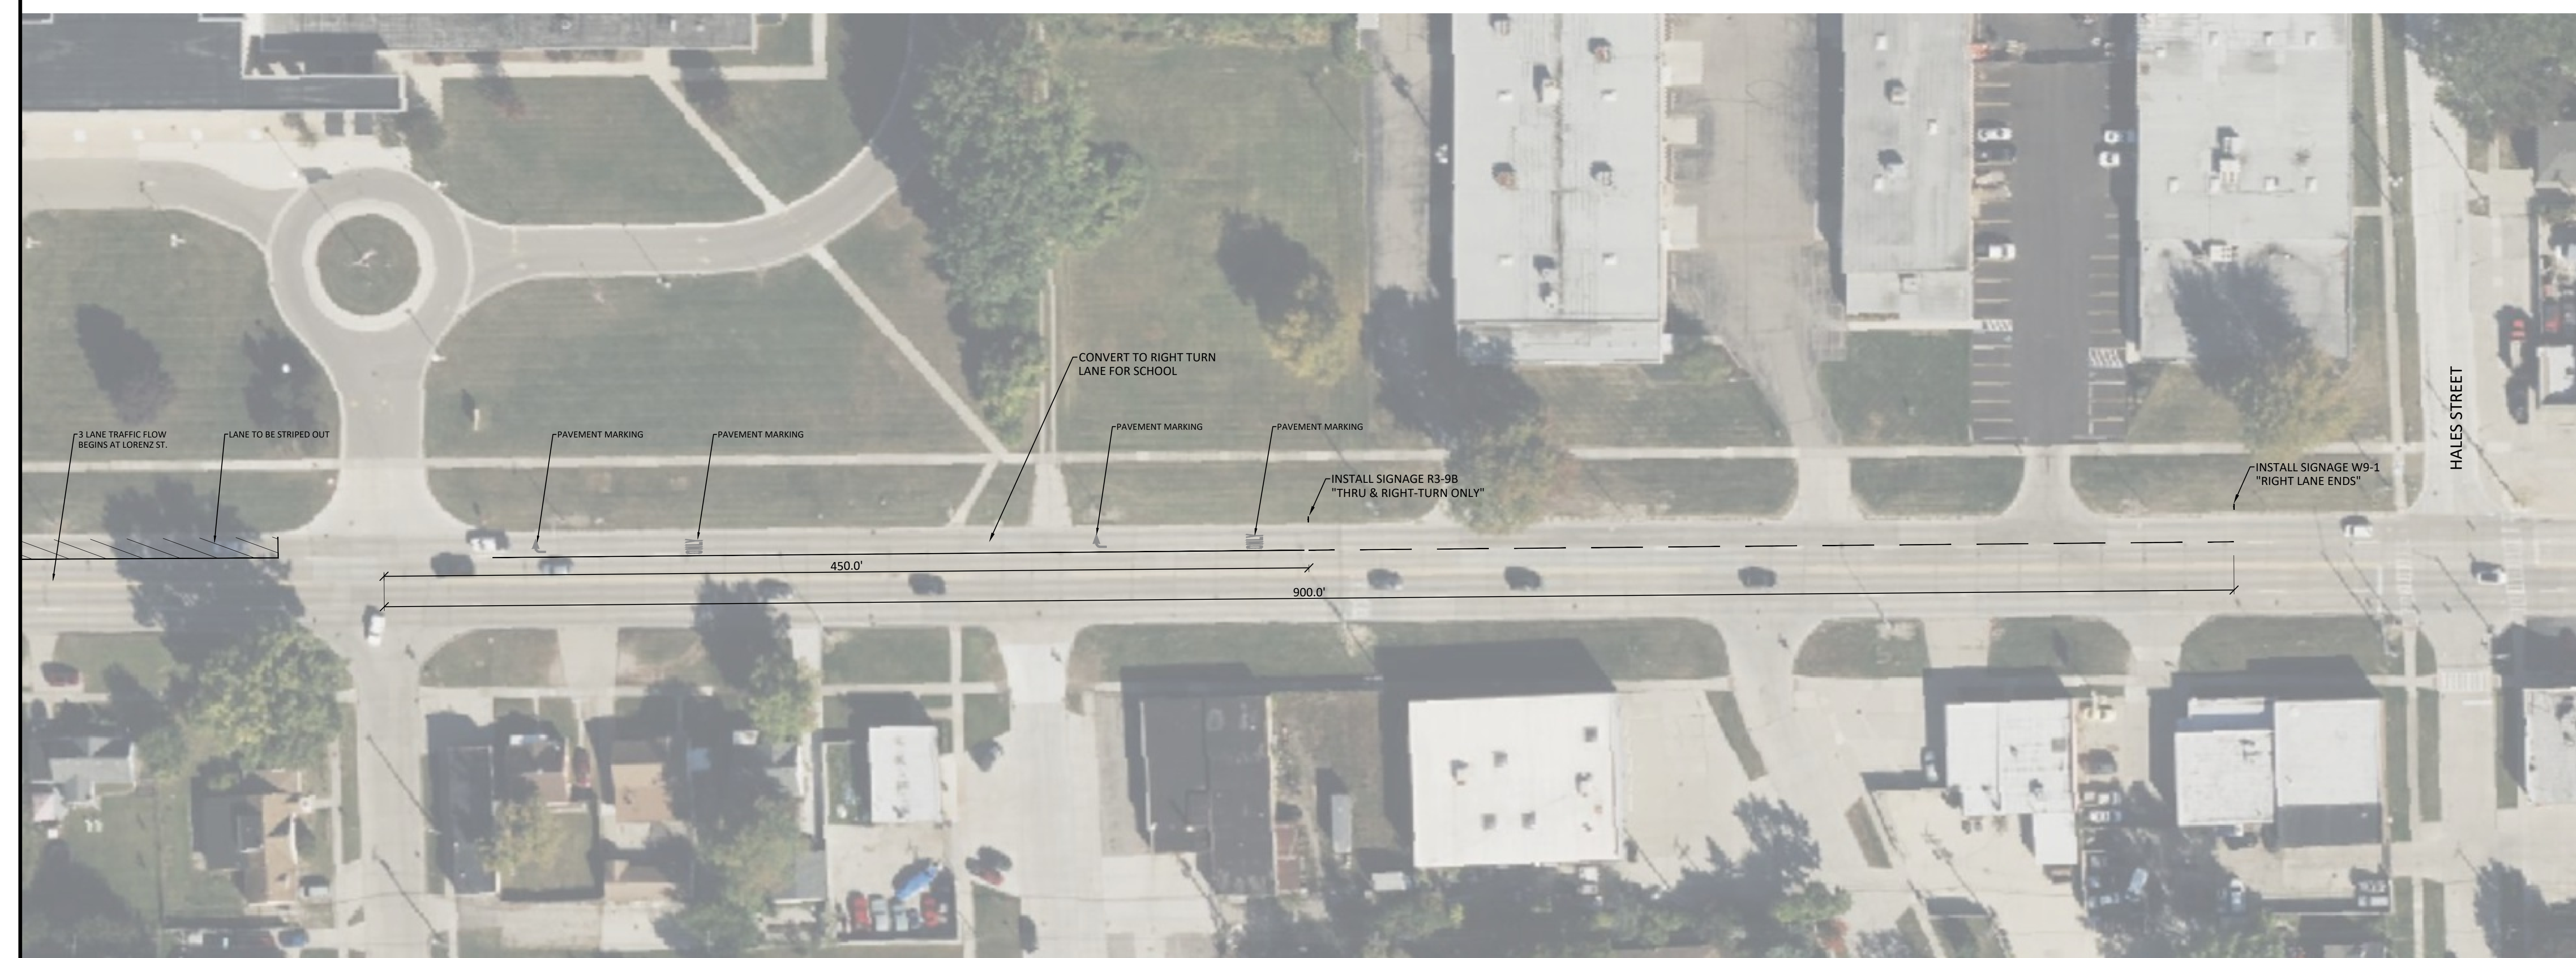 CONVERT TO RIGHT TURN
LANE FOR SCHOOL
3 LANE TRAFFIC FLOW
BEGINS AT LORENZ ST.
LANE TO BE STRIPED OUT
PAVEMENT MARKING
PAVEMENT MARKING
PAVEMENT MARKING
PAVEMENT MARKING
INSTALL SIGNAGE R3-9B
"THRU & RIGHT-TURN ONLY"
INSTALL SIGNAGE W9-1
"RIGHT LANE ENDS"
HALES STREET
ONLY
ONLY
450.0'
900.0'